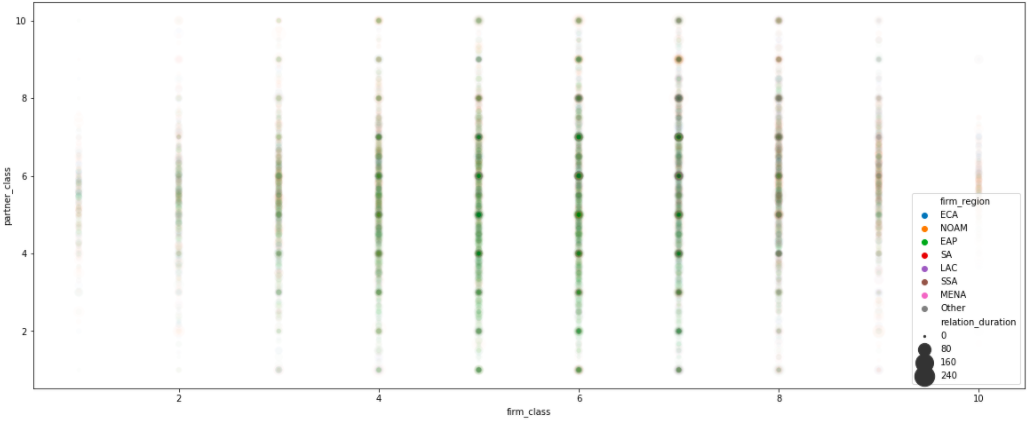 10
8
6
4
2
partner_class
2
4
6
8
10
firm_class
firm_region
ECA
NOAM
EAP
SA
LAC
SSA
MENA
Other
relation_duration
0
80
160
240